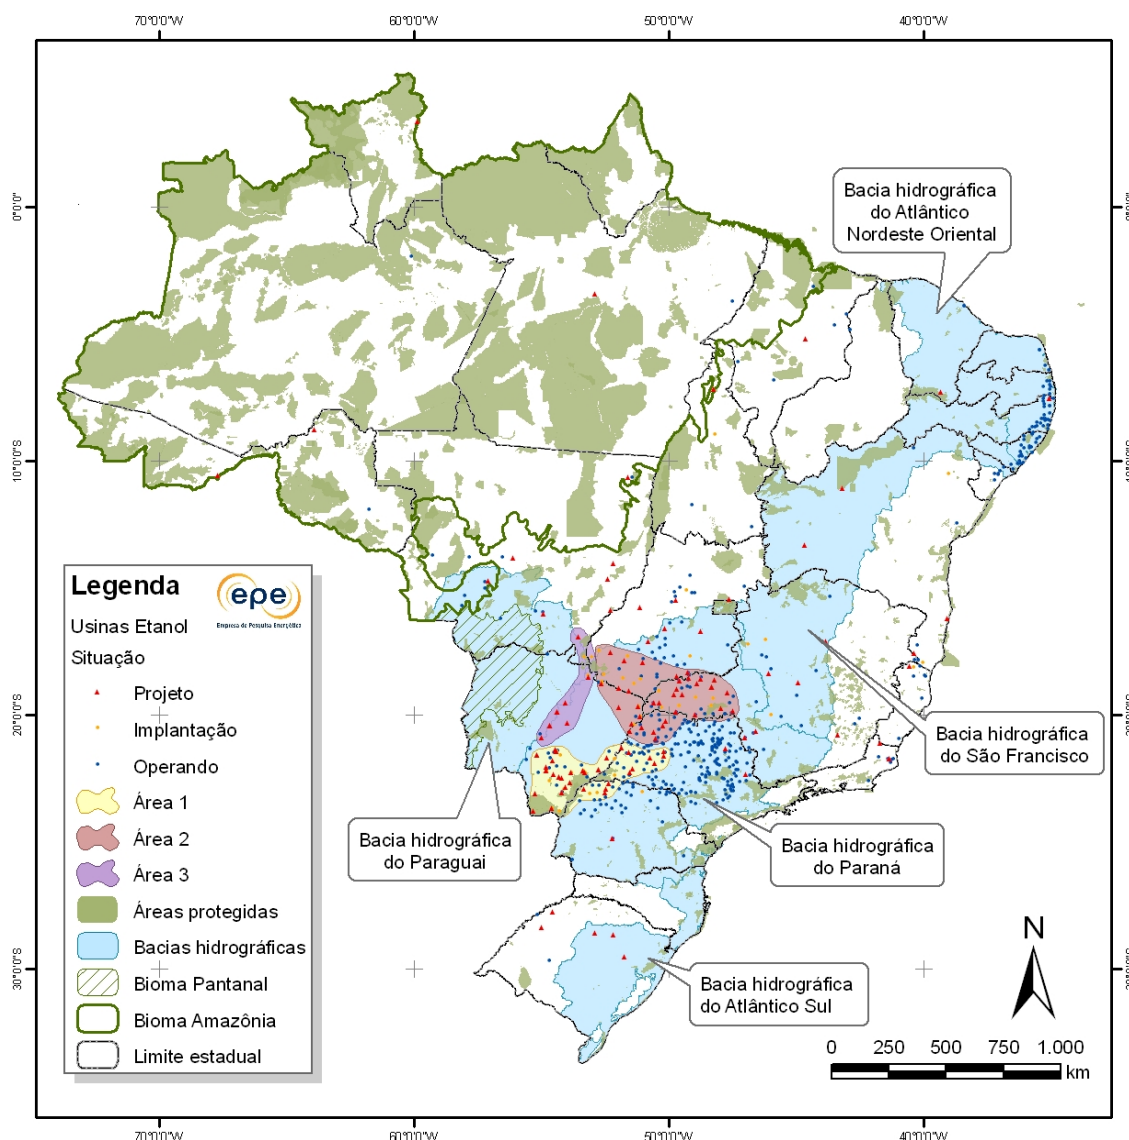 70°0'0"W
60°0'0"W
50°0'0"W
40°0'0"W
0°0'0"
10°0'0"S
20°0'0"S
30°0'0"S
Bacia hidrográfica
do Atlântico
Nordeste Oriental
Bacia hidrográfica
do São Francisco
Bacia hidrográfica
do Paraná
Bacia hidrográfica
do Paraguai
Bacia hidrográfica
do Atlântico Sul
Legenda
epe
Empresa de Pesquisa Energética
Usinas Etanol
Situação
Projeto
Implantação
Operando
Área 1
Área 2
Área 3
Áreas protegidas
Bacias hidrográficas
Bioma Pantanal
Bioma Amazônia
Limite estadual
N
0 250 500 750 1.000
km
70°0'0"W
60°0'0"W
50°0'0"W
40°0'0"W